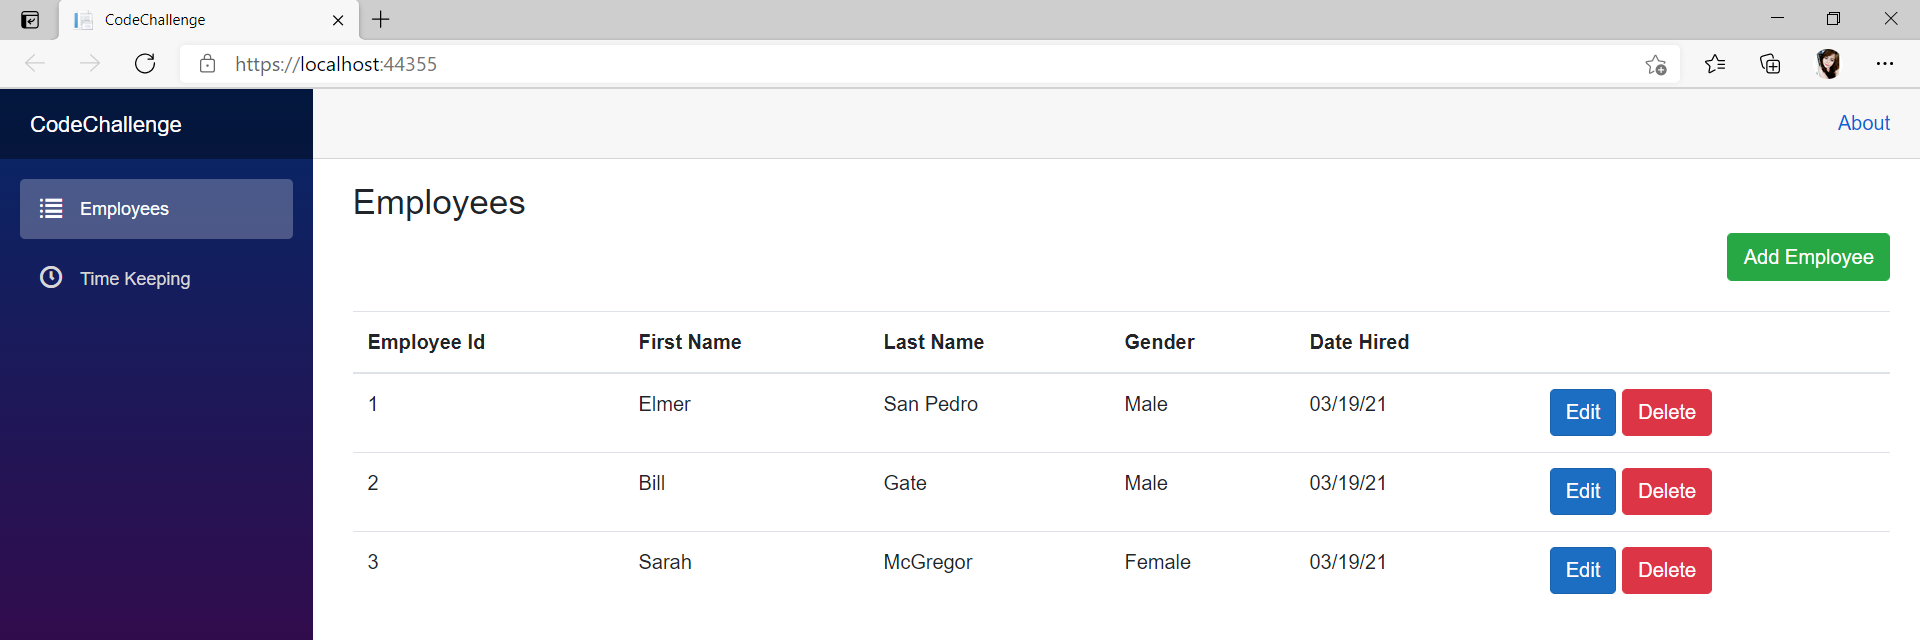 CodeChallenge
https://localhost:44355
CodeChallenge
About
Employees
Time Keeping
Employees
Add Employee
Employee Id First Name Last Name Gender Date Hired
1 Elmer San Pedro Male 03/19/21 Edit Delete
2 Bill Gate Male 03/19/21 Edit Delete
3 Sarah McGregor Female 03/19/21 Edit Delete